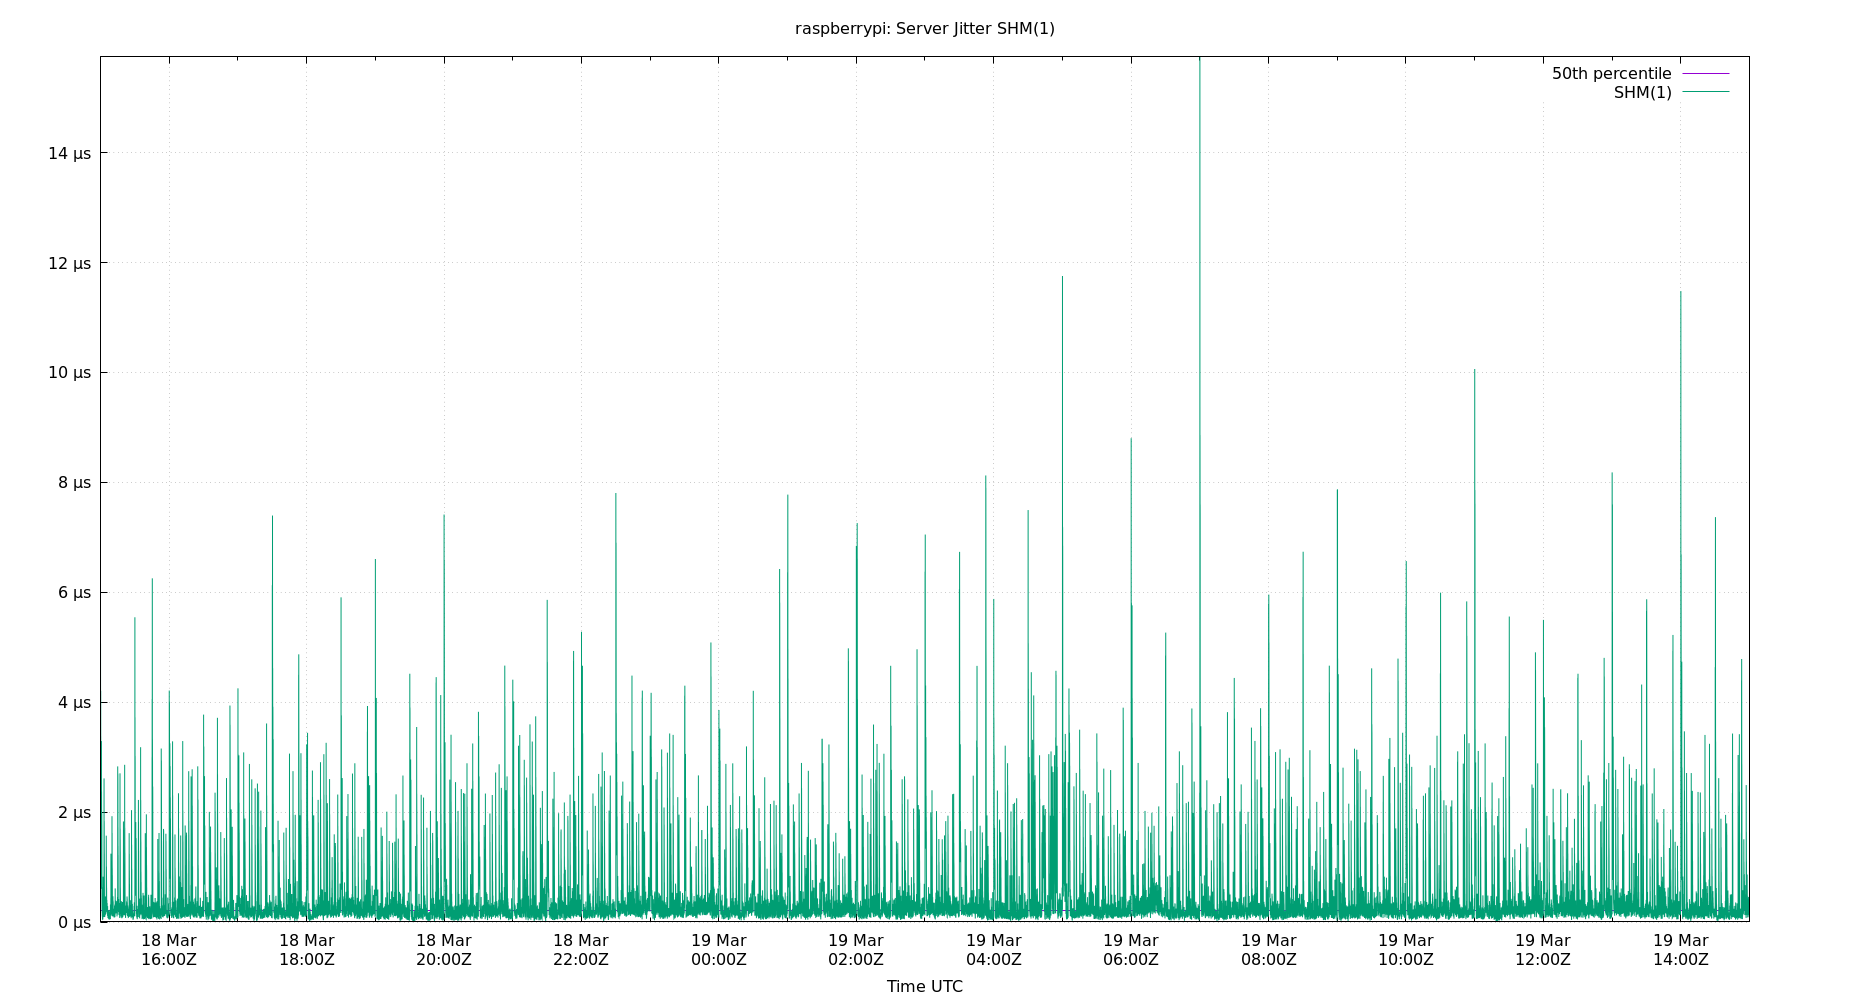 raspberrypi: Server Jitter SHM(1)
50th percentile
SHM(1)
14 µs
12 µs
10 µs
8 µs
6 µs
4 µs
2 µs
0 µs
18 Mar 18 Mar 18 Mar 18 Mar 19 Mar 19 Mar 19 Mar 19 Mar 19 Mar 19 Mar 19 Mar 19 Mar
16:00Z 18:00Z 20:00Z 22:00Z 00:00Z 02:00Z 04:00Z 06:00Z 08:00Z 10:00Z 12:00Z 14:00Z
Time UTC